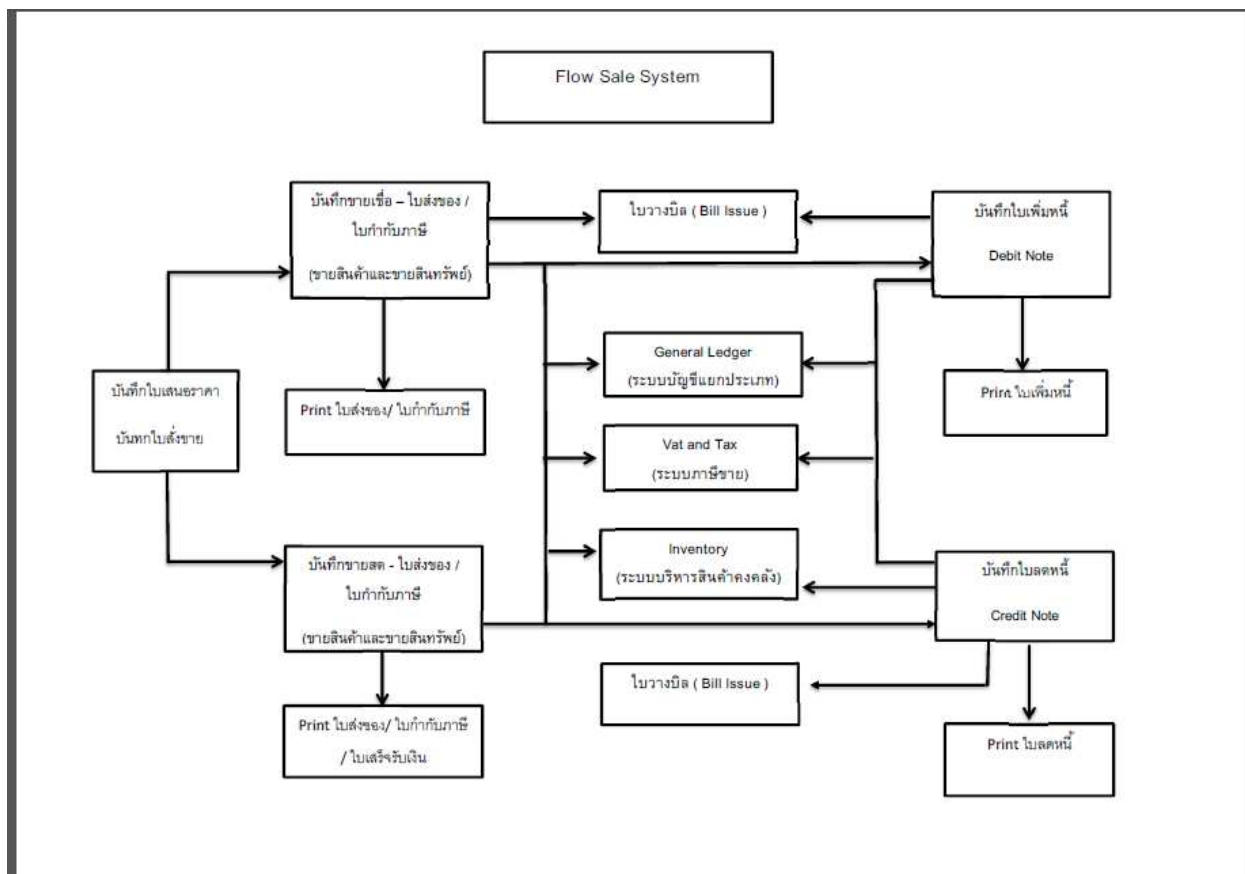 Flow Sale System
บันทึกขายเชื่อ – ใบส่งของ /
ใบกำกับภาษี
(ขายสินค้าและขายสินทรัพย์)
ใบวางบิล ( Bill Issue )
บันทึกใบเพิ่มหนี้
Debit Note
General Ledger
(ระบบบัญชีแยกประเภท)
บันทึกใบเสนอราคา
บันทกใบสั่งขาย
Print ใบส่งของ/ ใบกำกับภาษี
Print ใบเพิ่มหนี้
Vat and Tax
(ระบบภาษีขาย)
บันทึกขายสด - ใบส่งของ /
ใบกำกับภาษี
(ขายสินค้าและขายสินทรัพย์)
Inventory
(ระบบบริหารสินค้าคงคลัง)
บันทึกใบลดหนี้
Credit Note
ใบวางบิล ( Bill Issue )
Print ใบส่งของ/ ใบกำกับภาษี
/ ใบเสร็จรับเงิน
Print ใบลดหนี้